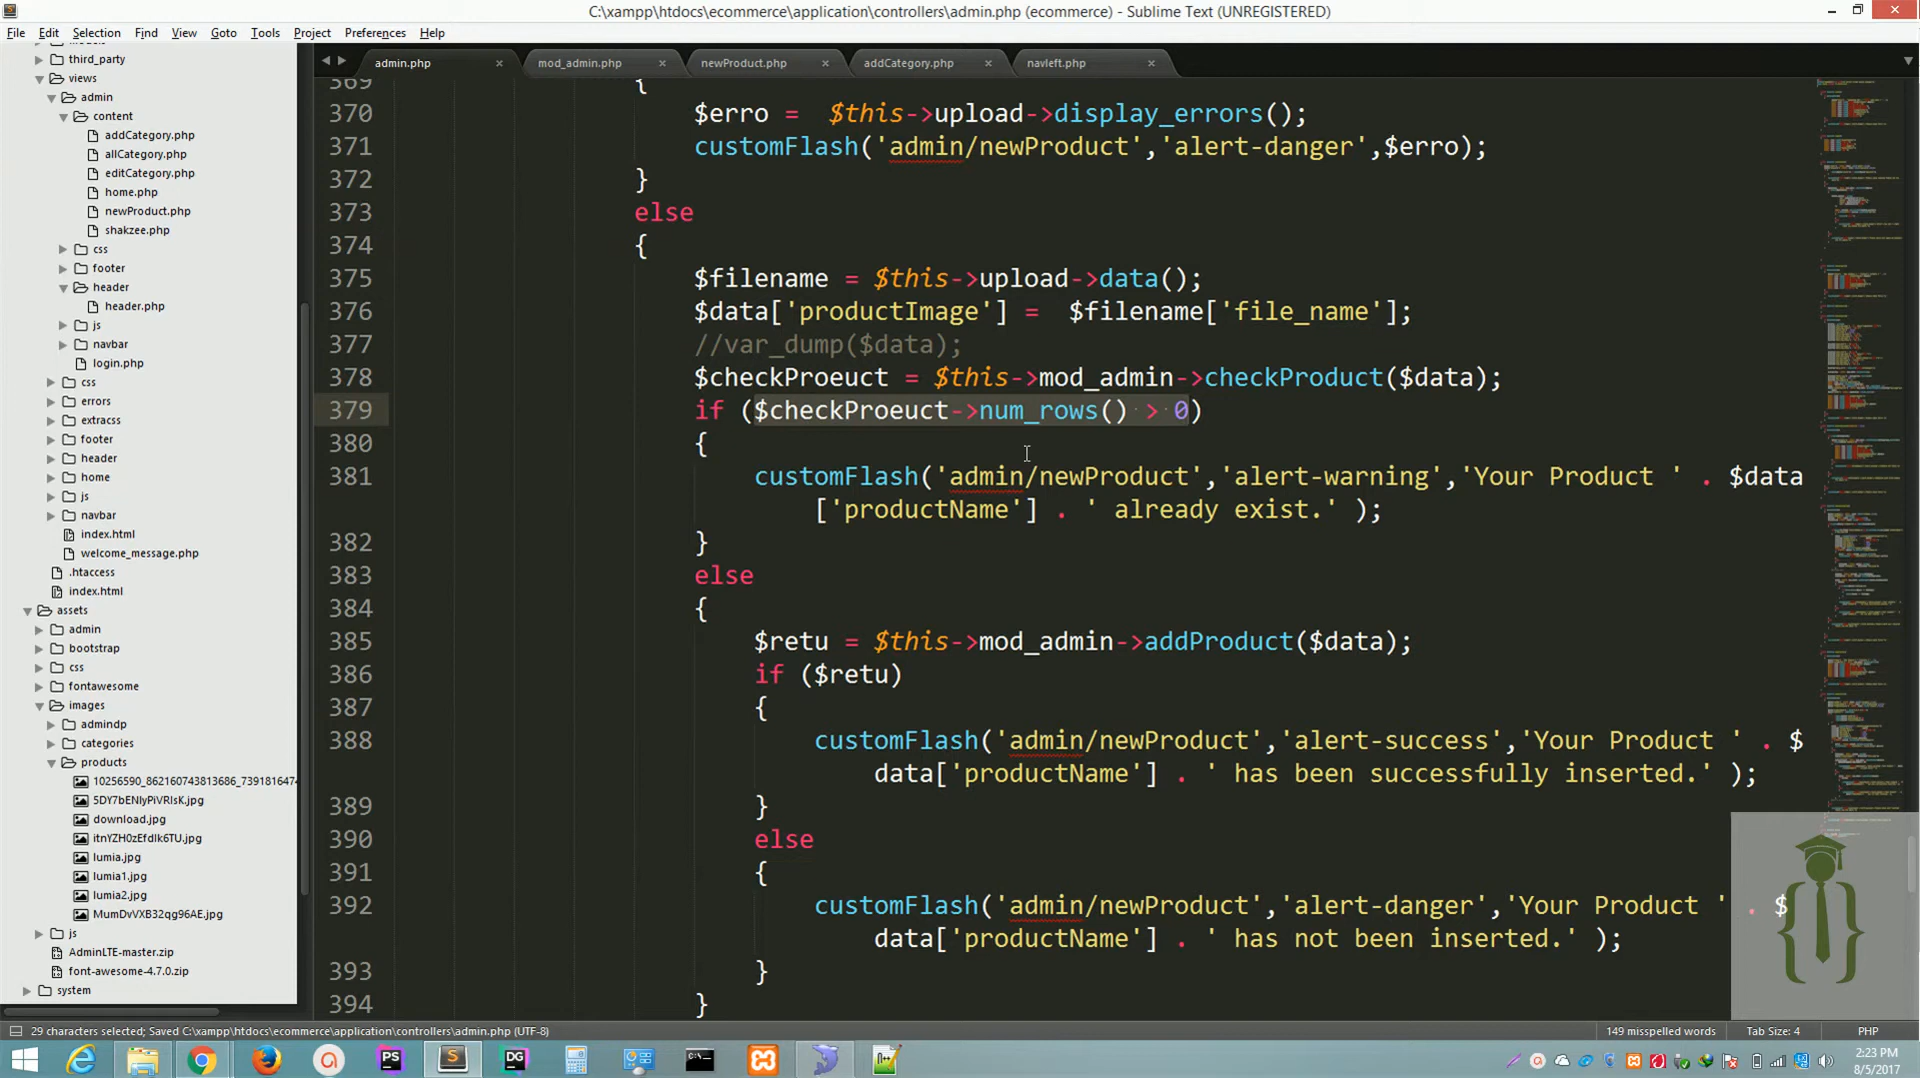 C:\xampp\htdocs\ecommerce\application\controllers\admin.php (ecommerce) - Sublime Text (UNREGISTERED)
File Edit Selection Find View Goto Tools Project Preferences Help
third_party
views
admin
content
addCategory.php
allCategory.php
editCategory.php
home.php
newProduct.php
shakzee.php
css
footer
header
header.php
js
navbar
login.php
css
errors
extracss
footer
header
home
js
navbar
index.html
welcome_message.php
.htaccess
index.html
assets
admin
bootstrap
css
fontawesome
images
admindp
categories
products
10256590_862160743813686_739181647
5DY7bENIyPiVRlsK.jpg
download.jpg
itnYZH0zEfdIk6TU.jpg
lumia.jpg
lumia1.jpg
lumia2.jpg
MumDvVXB32qg96AE.jpg
js
AdminLTE-master.zip
font-awesome-4.7.0.zip
system
admin.php mod_admin.php newProduct.php addCategory.php navleft.php
369 {
370 $erro = $this->upload->display_errors();
371 customFlash('admin/newProduct','alert-danger',$erro);
372 }
373 else
374 {
375 $filename = $this->upload->data();
376 $data['productImage'] = $filename['file_name'];
377 //var_dump($data);
378 $checkProeuct = $this->mod_admin->checkProduct($data);
379 if ($checkProeuct->num_rows() > 0)
380 {
381 customFlash('admin/newProduct','alert-warning','Your Product ' . $data
['productName'] . ' already exist.' );
382 }
383 else
384 {
385 $retu = $this->mod_admin->addProduct($data);
386 if ($retu)
387 {
388 customFlash('admin/newProduct','alert-success','Your Product ' . $
data['productName'] . ' has been successfully inserted.' );
389 }
390 else
391 {
392 customFlash('admin/newProduct','alert-danger','Your Product ' . $
data['productName'] . ' has not been inserted.' );
393 }
394 }
29 characters selected; Saved C:\xampp\htdocs\ecommerce\application\controllers\admin.php (UTF-8)
149 misspelled words Tab Size: 4 PHP
2:23 PM
8/5/2017